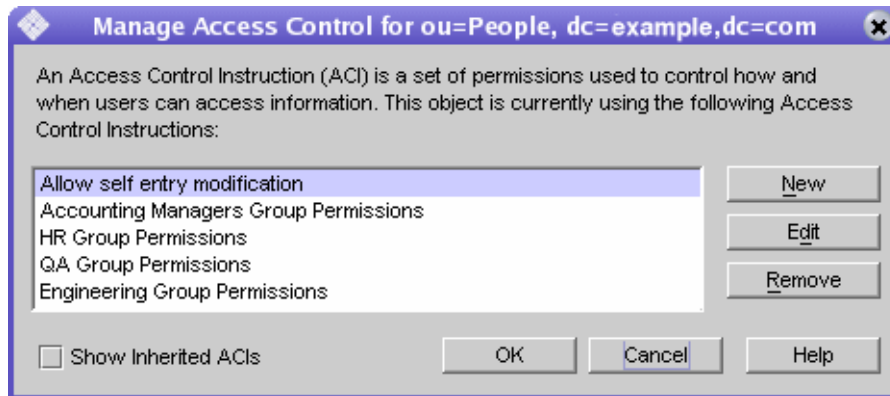 Manage Access Control for ou=People, dc=example,dc=com
An Access Control Instruction (ACI) is a set of permissions used to control how and
when users can access information. This object is currently using the following Access
Control Instructions:
Allow self entry modification
Accounting Managers Group Permissions
HR Group Permissions
QA Group Permissions
Engineering Group Permissions
New
Edit
Remove
Show Inherited ACIs
OK
Cancel
Help